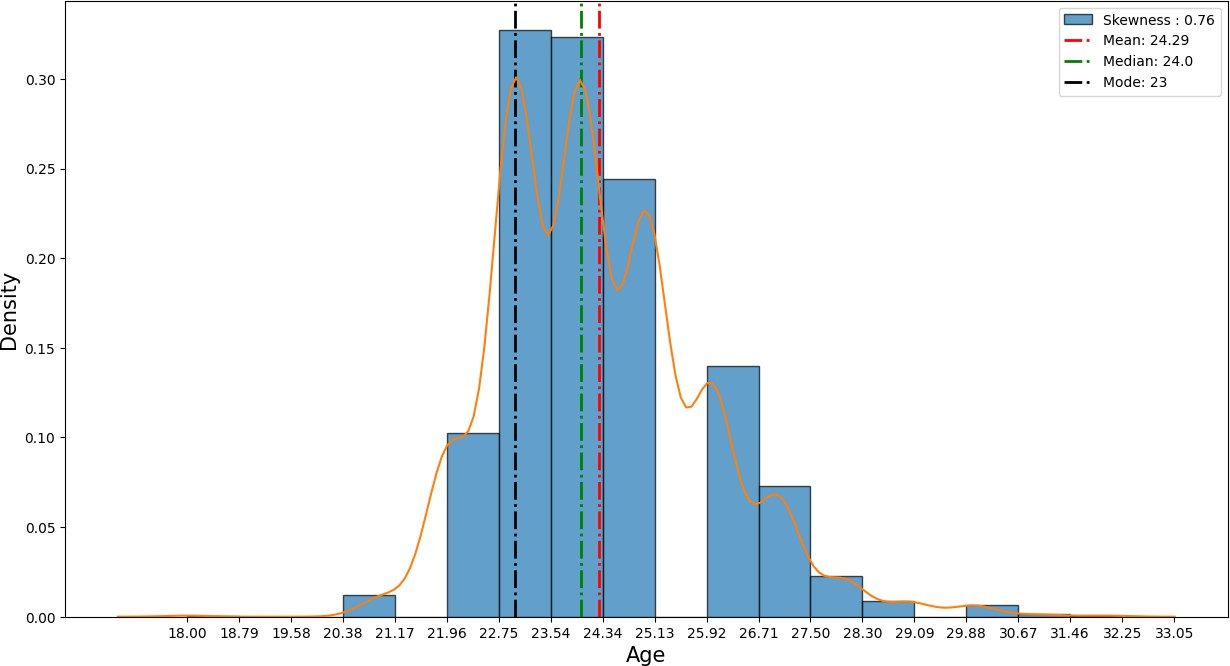 Skewness : 0.76
Mean: 24.29
Median: 24.0
Mode: 23
0.30
0.25
0.20
0.15
0.10
0.05
0.00
Density
18.00 18.79 19.58 20.38 21.17 21.96 22.75 23.54 24.34 25.13 25.92 26.71 27.50 28.30 29.09 29.88 30.67 31.46 32.25 33.05
Age